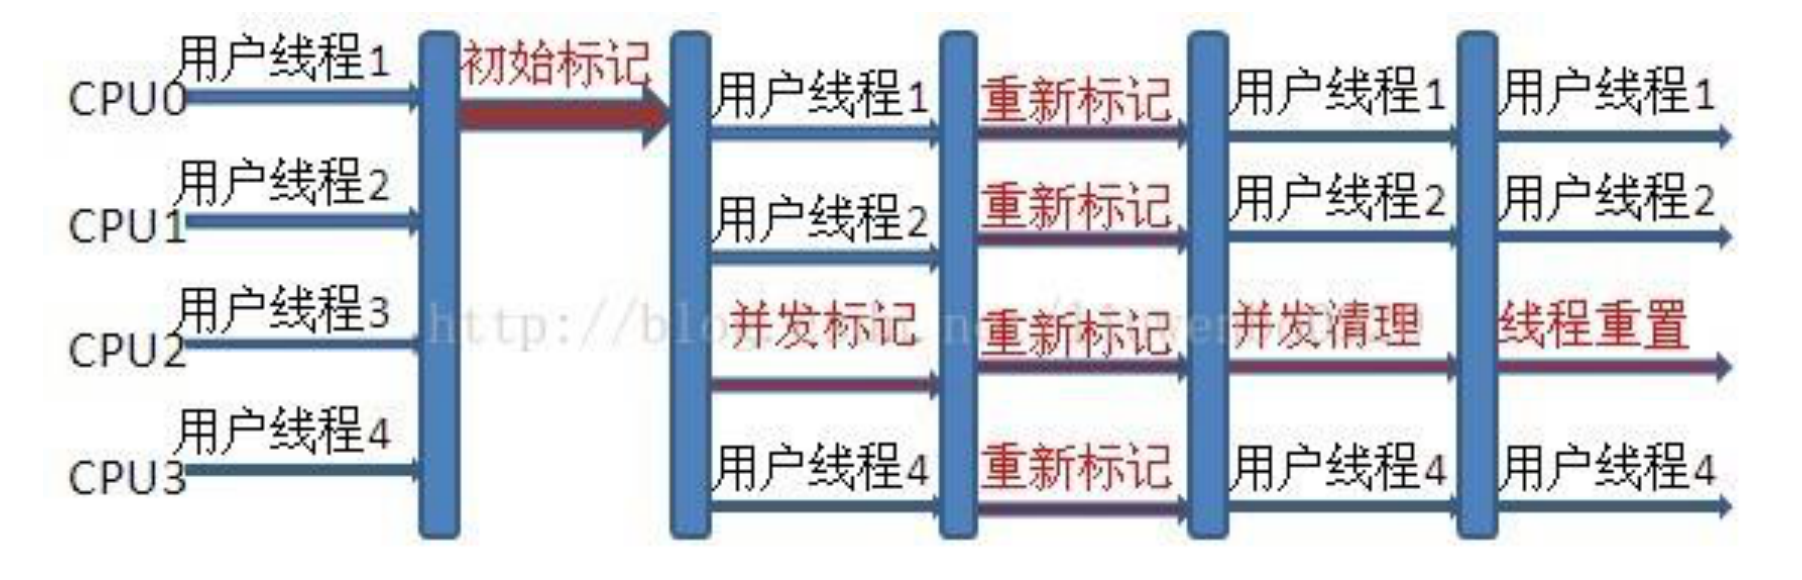 用户线程1
初始标记
CPU0
用户线程1
重新标记
用户线程1
用户线程1
用户线程2
CPU1
用户线程2
重新标记
用户线程2
用户线程2
用户线程3
CPU2
并发标记
重新标记
并发清理
线程重置
用户线程4
CPU3
用户线程4
重新标记
用户线程4
用户线程4
http://blog.